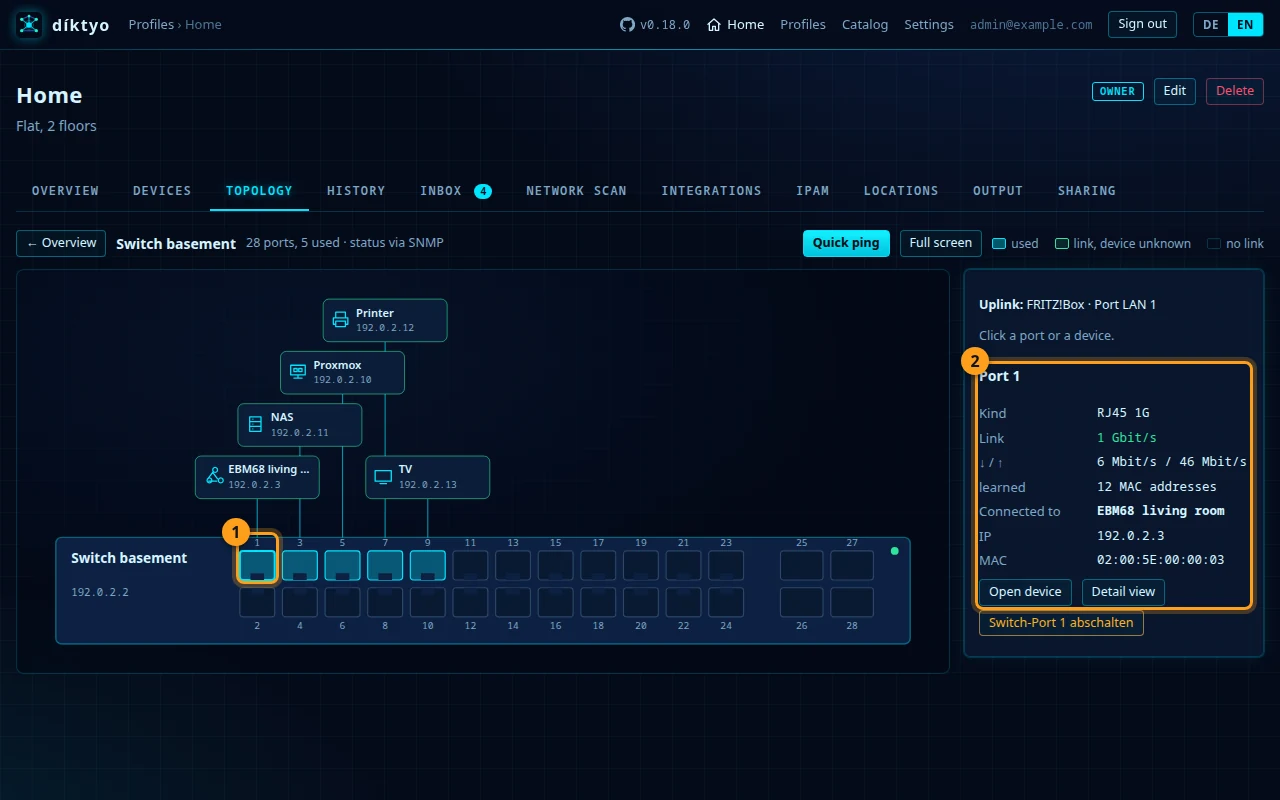 díktyo Profiles › Home v0.18.0 Home Profiles Catalog Settings admin@example.com Sign out DE EN
Home OWNER Edit Delete
Flat, 2 floors
OVERVIEW DEVICES TOPOLOGY HISTORY INBOX 4 NETWORK SCAN INTEGRATIONS IPAM LOCATIONS OUTPUT SHARING
← Overview Switch basement 28 ports, 5 used · status via SNMP Quick ping Full screen used link, device unknown no link
Printer
192.0.2.12
Proxmox
192.0.2.10
NAS
192.0.2.11
EBM68 living ...
192.0.2.3
TV
192.0.2.13
1
1 3 5 7 9 11 13 15 17 19 21 23 25 27
Switch basement
192.0.2.2
2 4 6 8 10 12 14 16 18 20 22 24 26 28
Uplink: FRITZ!Box · Port LAN 1
Click a port or a device.
2
Port 1
Kind RJ45 1G
Link 1 Gbit/s
↓ / ↑ 6 Mbit/s / 46 Mbit/s
learned 12 MAC addresses
Connected to EBM68 living room
IP 192.0.2.3
MAC 02:00:5E:00:00:03
Open device Detail view
Switch-Port 1 abschalten